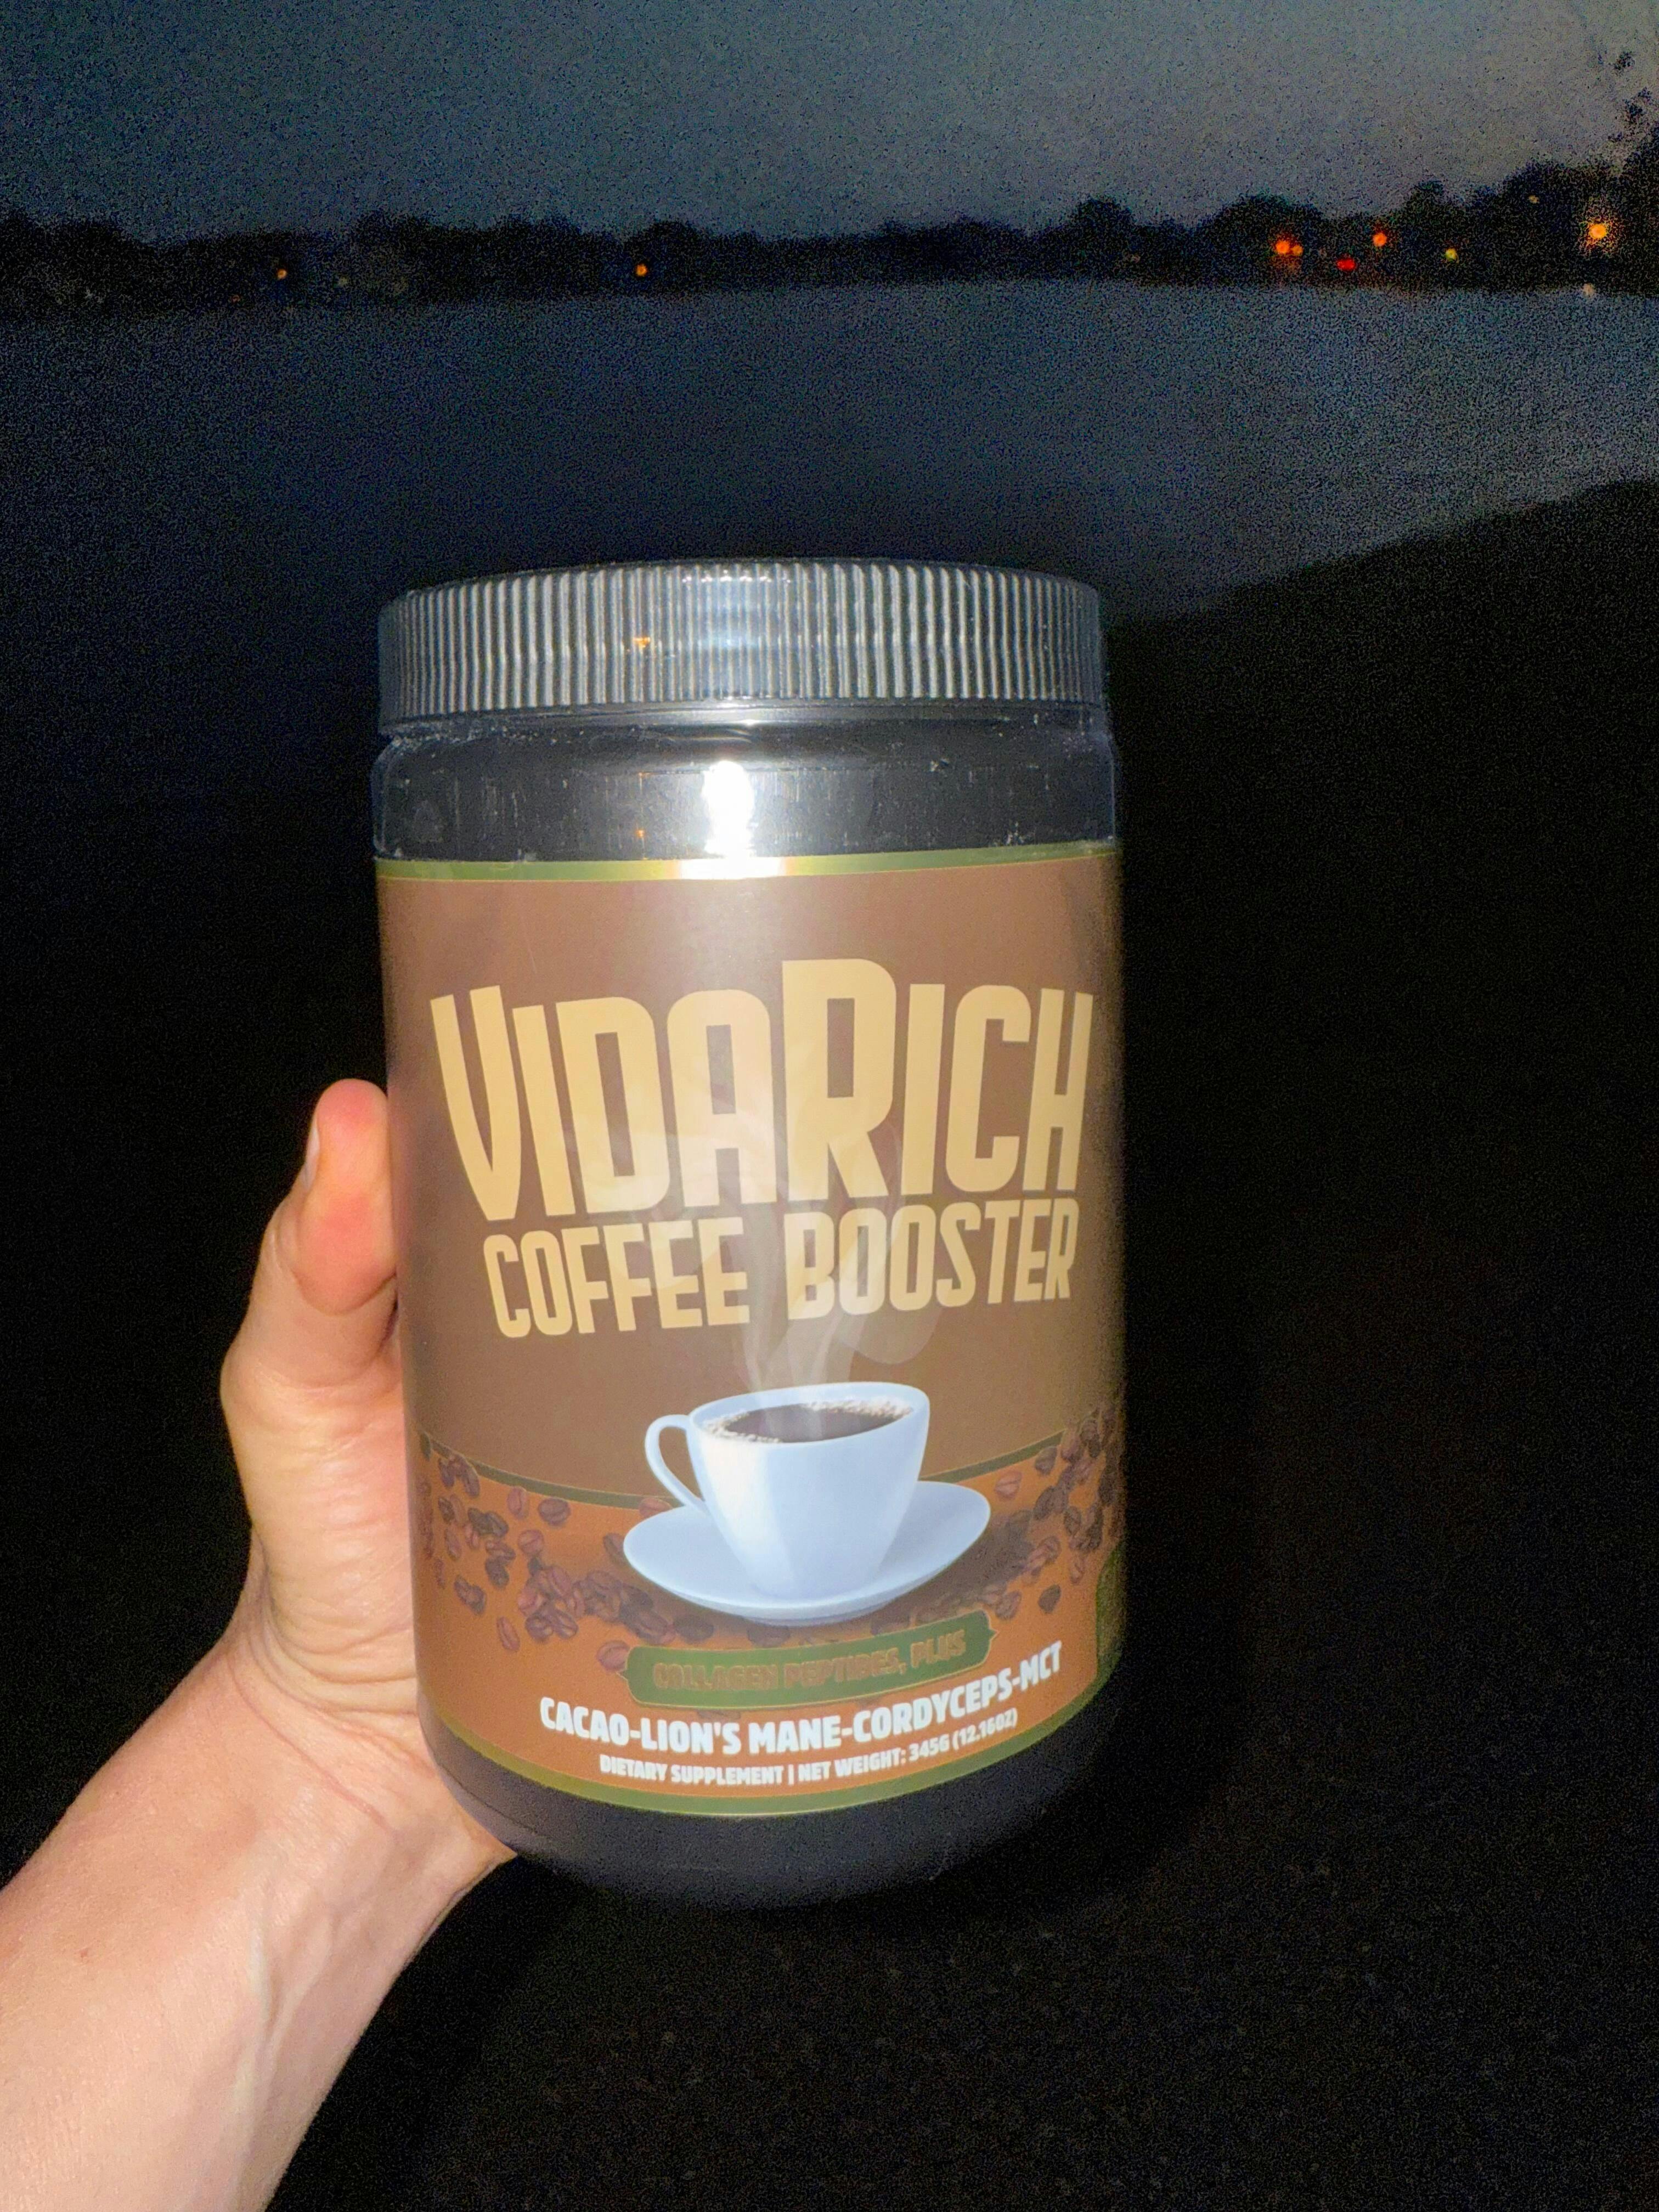 VIDARICH
COFFEE BOOSTER
COLLAGEN PEPTIDES, PLUS
CACAO-LION'S MANE-CORDYCEPS-MCT
DIETARY SUPPLEMENT | NET WEIGHT: 345G (12.16OZ)